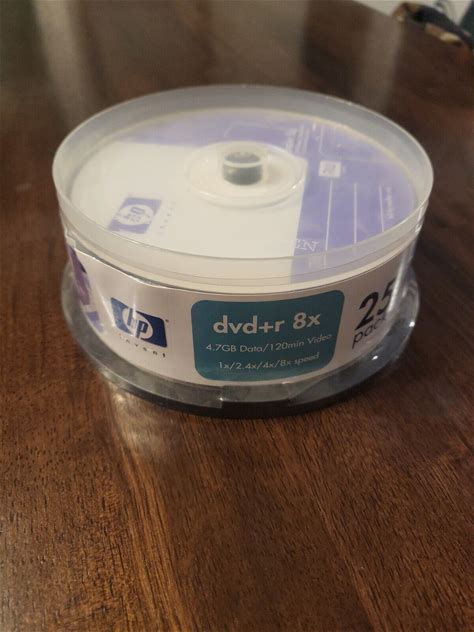 hp
invent
dvd+r 8x
4.7GB Data/120min Video
1x/2.4x/4x/8x speed
25
pack